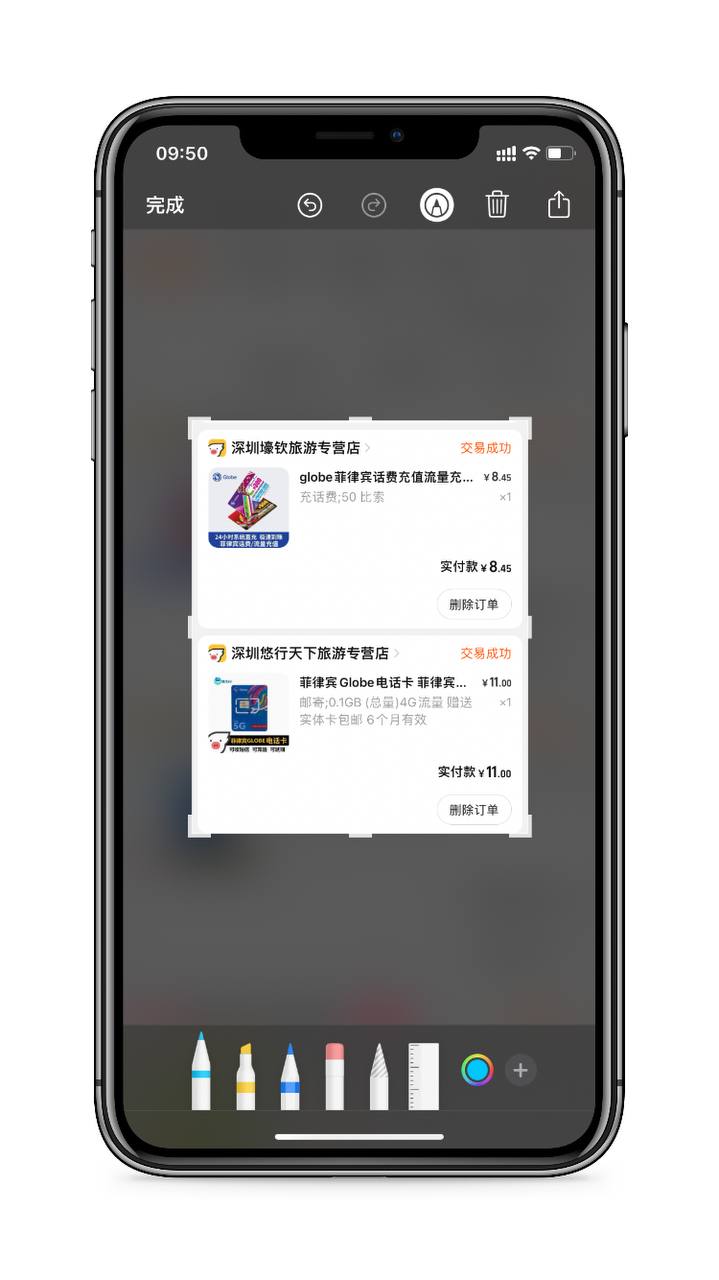 09:50
完成
深圳壕钦旅游专营店
交易成功
Globe
24小时系统直充 极速到账
菲律宾话费/流量充值
globe菲律宾话费充值流量充...
¥8.45
充话费;50 比索
×1
实付款¥8.45
删除订单
深圳悠行天下旅游专营店
交易成功
5G
菲律宾GLOBE电话卡
菲律宾Globe电话卡 菲律宾...
¥11.00
邮寄;0.1GB (总量)4G流量 赠送
×1
实体卡包邮 6个月有效
实付款¥11.00
删除订单